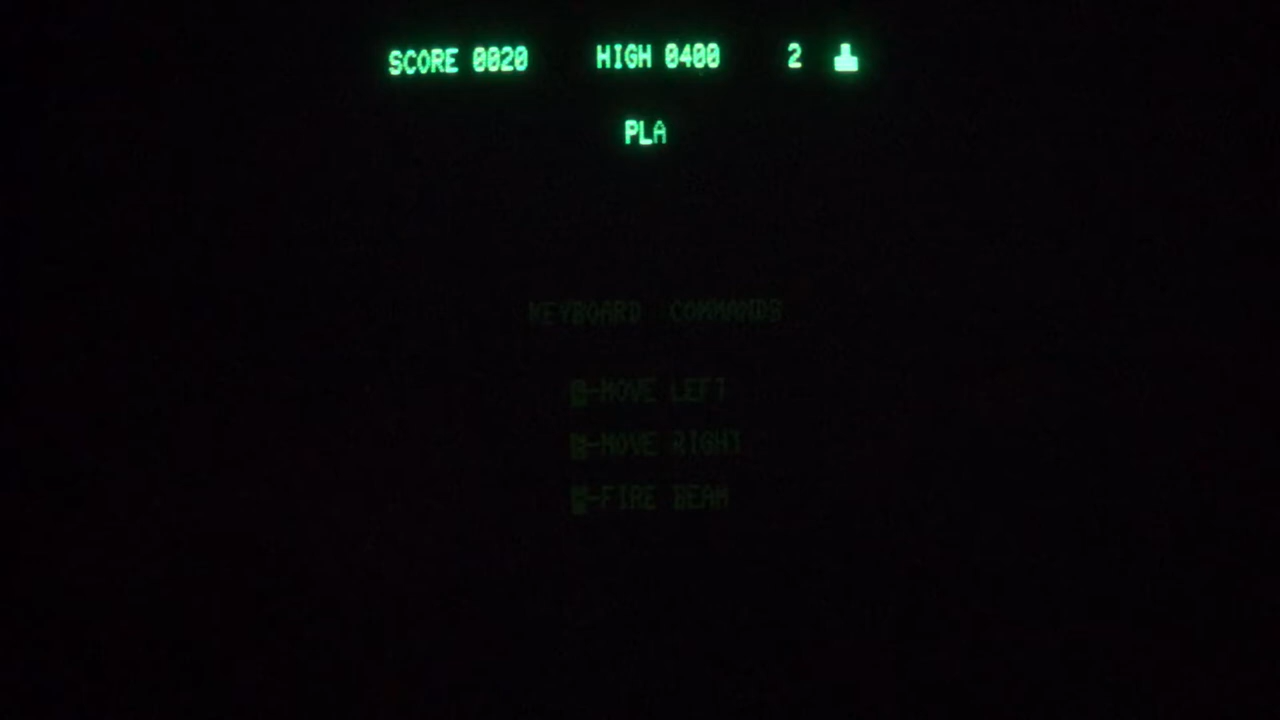 SCORE 0020 HIGH 0400 2
PLA
KEYBOARD COMMANDS
-MOVE LEFT
-MOVE RIGHT
-FIRE BEAM